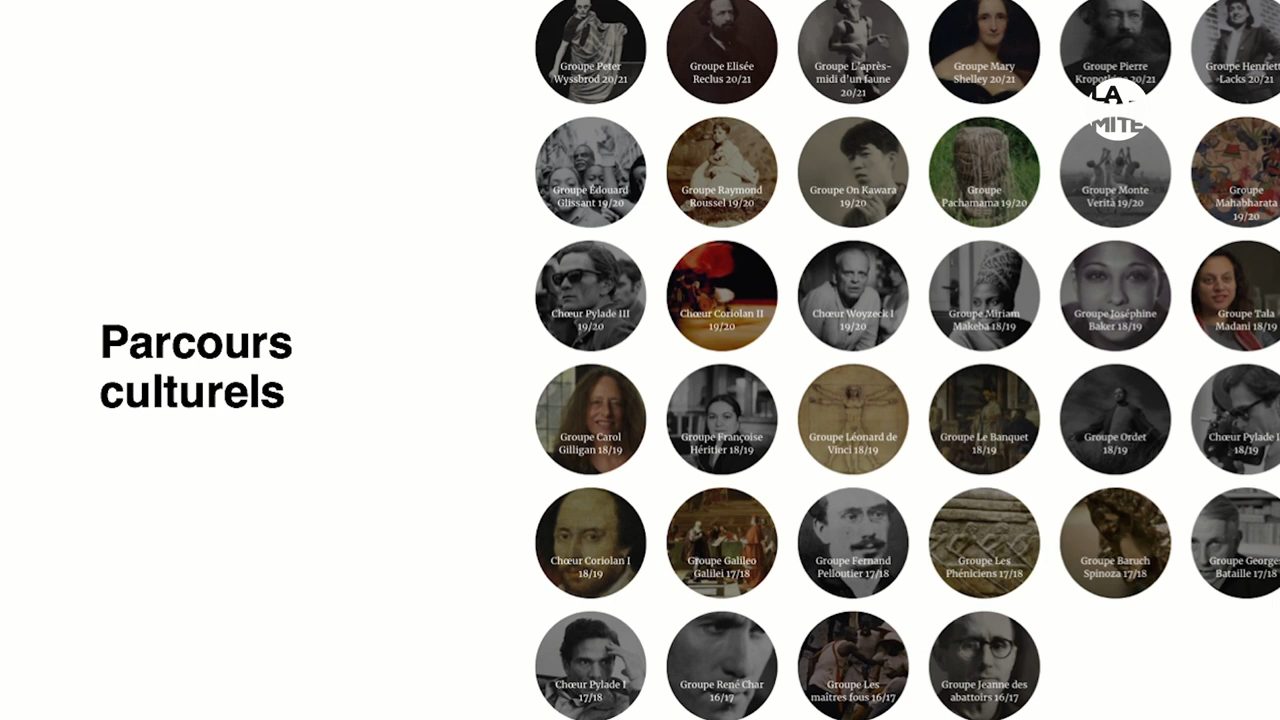 Parcours
culturels
Groupe Peter
Wyssbrod 20/21
Groupe Elisée
Reclus 20/21
Groupe L'après-
midi d'un faune
20/21
Groupe Mary
Shelley 20/21
Groupe Pierre
20/21
Groupe Henriett
Lacks 20/21
LA
MITE
Groupe Édouard
Glissant 19/20
Groupe Raymond
Roussel 19/20
Groupe On Kawara
19/20
Groupe
Pachamama 19/20
Groupe Monte
Verità 19/20
Groupe
Mahabharata
19/20
Chœur Pylade III
19/20
Chœur Coriolan II
19/20
Chœur Woyzeck I
19/20
Groupe Miriam
Makeba 18/19
Groupe Joséphine
Baker 18/19
Groupe Tala
Madani 18/19
Groupe Carol
Gilligan 18/19
Groupe Françoise
Héritier 18/19
Groupe Léonard de
Vinci 18/19
Groupe Le Banquet
18/19
Groupe Ordet
18/19
Chœur Pylade I
18/19
Chœur Coriolan I
18/19
Groupe Galileo
Galilei 17/18
Groupe Fernand
Pelloutier 17/18
Groupe Les
Phéniciens 17/18
Groupe Baruch
Spinoza 17/18
Groupe George
Bataille 17/18
Chœur Pylade I
17/18
Groupe René Char
16/17
Groupe Les
maîtres fous 16/17
Groupe Jeanne des
abattoirs 16/17